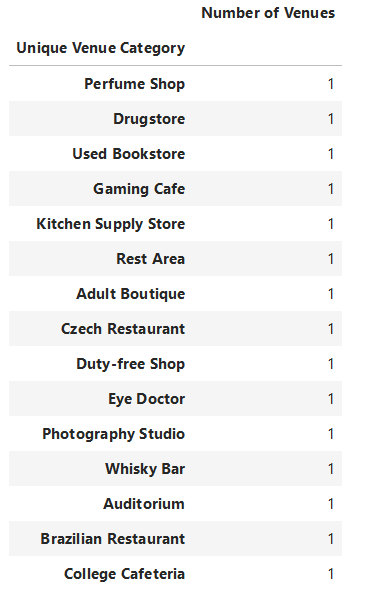 Number of Venues
Unique Venue Category
Perfume Shop 1
Drugstore 1
Used Bookstore 1
Gaming Cafe 1
Kitchen Supply Store 1
Rest Area 1
Adult Boutique 1
Czech Restaurant 1
Duty-free Shop 1
Eye Doctor 1
Photography Studio 1
Whisky Bar 1
Auditorium 1
Brazilian Restaurant 1
College Cafeteria 1